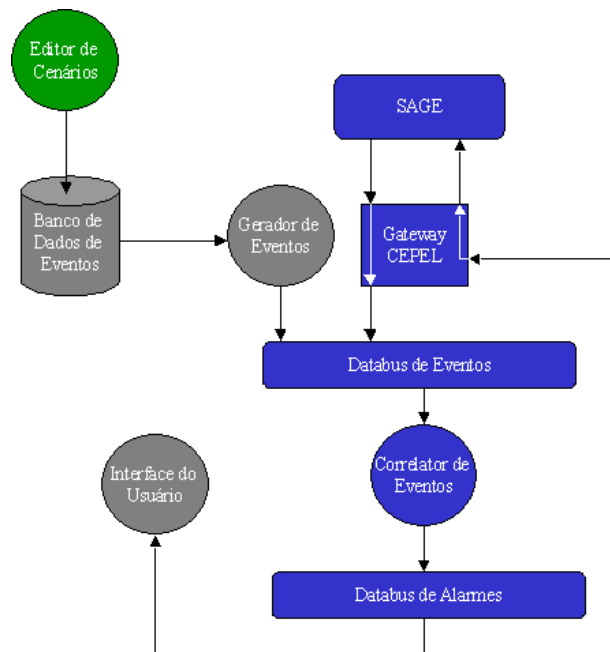 Editor de
Cenários
SAGE
Banco de
Dados de
Eventos
Gerador de
Eventos
Gateway
CEPEL
Databus de Eventos
Interface do
Usuário
Correlator de
Eventos
Databus de Alarmes